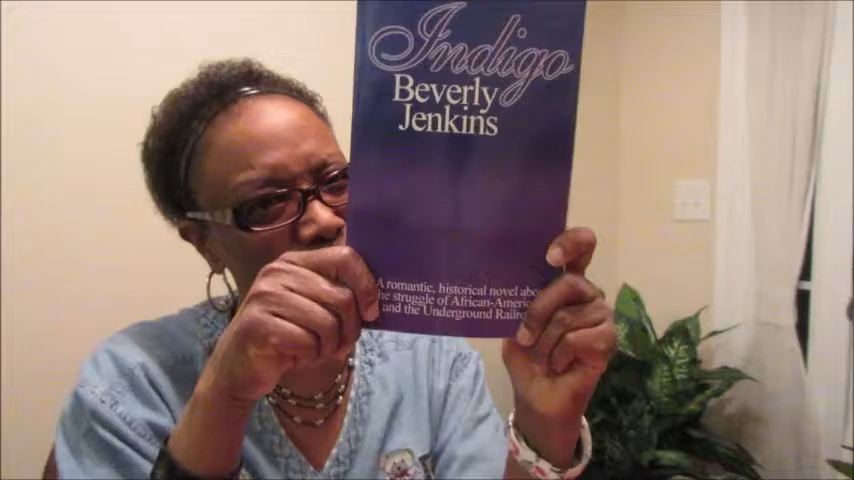 Indigo
Beverly
Jenkins
A romantic, historical novel abo
he struggle of African-Americ
and the Underground Railro